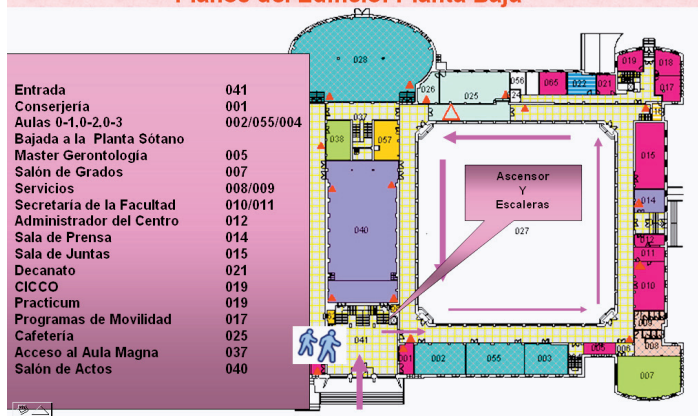 Planos del Edificio. Planta Baja
Entrada 041
Conserjería 001
Aulas 0-1,0-2,0-3 002/055/004
Bajada a la Planta Sótano
Master Gerontología 005
Salón de Grados 007
Servicios 008/009
Secretaría de la Facultad 010/011
Administrador del Centro 012
Sala de Prensa 014
Sala de Juntas 015
Decanato 021
CICCO 019
Practicum 019
Programas de Movilidad 017
Cafetería 025
Acceso al Aula Magna 037
Salón de Actos 040
028
026
025
056
065
022
021
019
018
017
016
037
038
057
015
014
040
Ascensor
Y
Escaleras
027
012
011
010
009
008
041
001
002
055
003
005
006
007